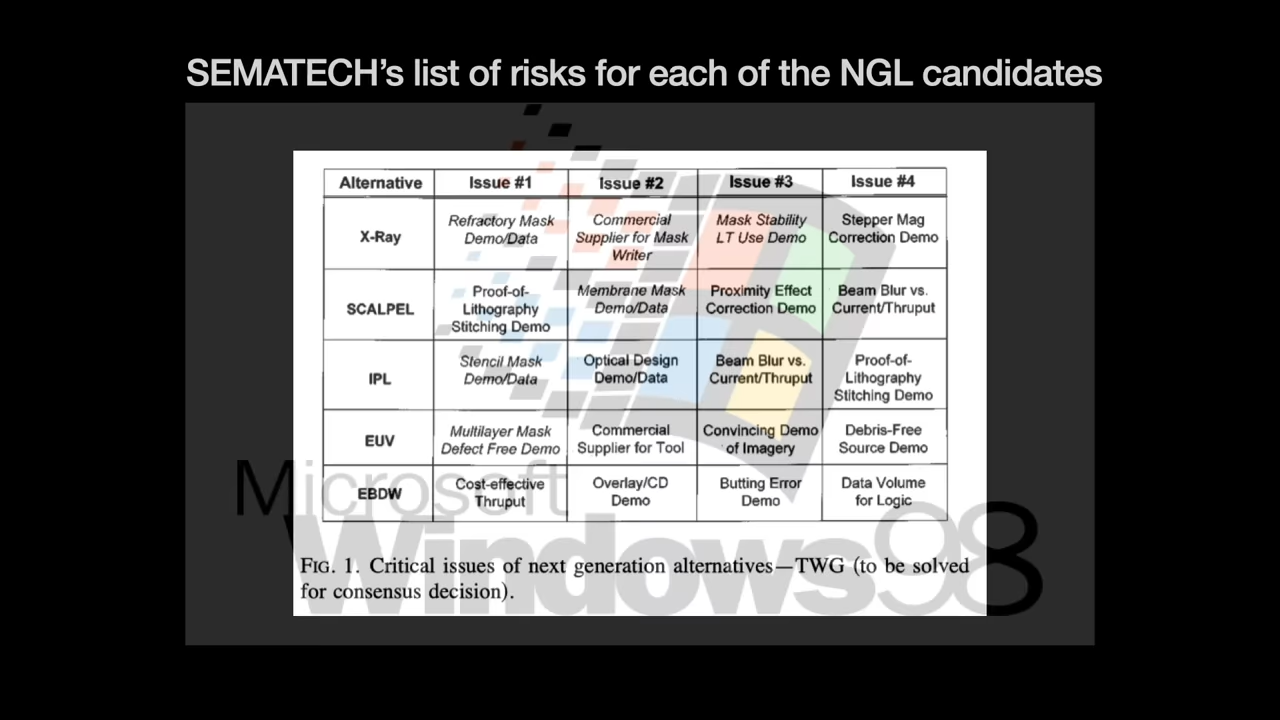 SEMATECH’s list of risks for each of the NGL candidates
Alternative Issue #1 Issue #2 Issue #3 Issue #4
X-Ray
Refractory Mask
Demo/Data
Commercial
Supplier for Mask
Writer
Mask Stability
LT Use Demo
Stepper Mag
Correction Demo
SCALPEL
Proof-of-
Lithography
Stitching Demo
Membrane Mask
Demo/Data
Proximity Effect
Correction Demo
Beam Blur vs.
Current/Thruput
IPL
Stencil Mask
Demo/Data
Optical Design
Demo/Data
Beam Blur vs.
Current/Thruput
Proof-of-
Lithography
Stitching Demo
EUV
Multilayer Mask
Defect Free Demo
Commercial
Supplier for Tool
Convincing Demo
of Imagery
Debris-Free
Source Demo
EBDW
Cost-effective
Thruput
Overlay/CD
Demo
Butting Error
Demo
Data Volume
for Logic
Microsoft
Windows 98
FIG. 1. Critical issues of next generation alternatives—TWG (to be solved
for consensus decision).